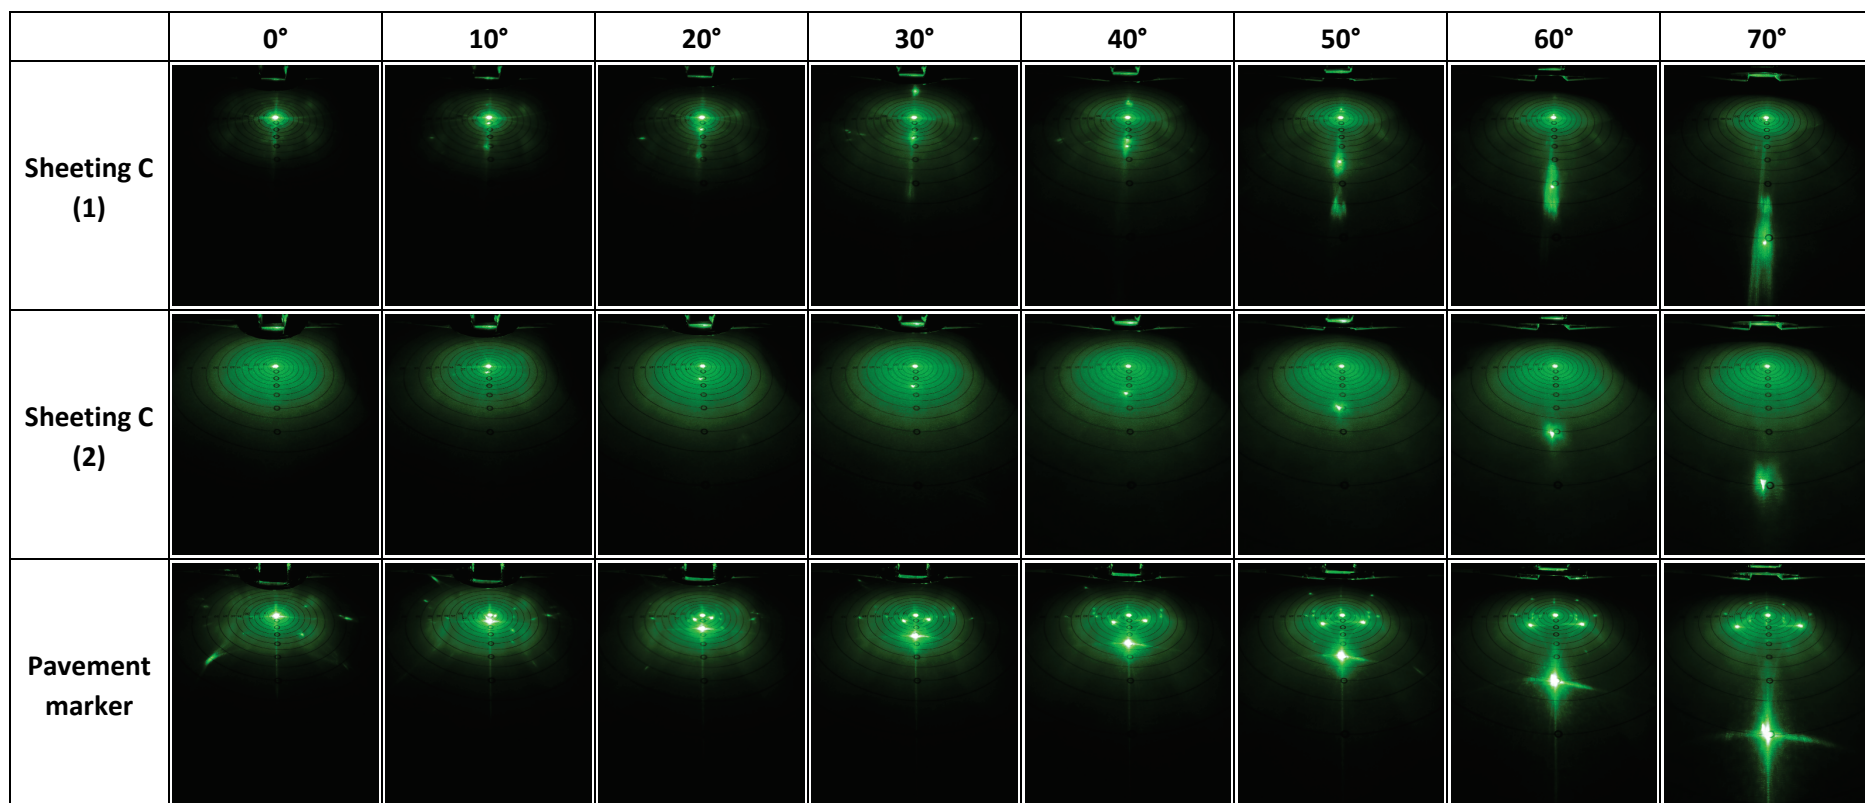 0° 10° 20° 30° 40° 50° 60° 70°
Sheeting C
(1)
Sheeting C
(2)
Pavement
marker